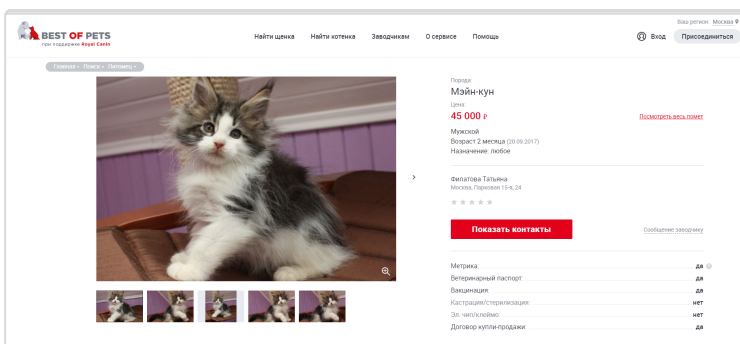 Ваш регион: Москва
BEST OF PETS
при поддержке Royal Canin
Найти щенка Найти котенка Заводчикам О сервисе Помощь
Вход Присоединиться
Главная • Поиск • Питомец •
Порода:
Мэйн-кун
Цена:
45 000 ₽
Посмотреть весь помет
Мужской
Возраст 2 месяца (20.09.2017)
Назначение: любое
Филатова Татьяна
Москва, Парковая 15-я, 24
Показать контакты
Сообщение заводчику
Метрика: да
Ветеринарный паспорт: да
Вакцинация: да
Кастрация/стерилизация: нет
Эл. чип/клеймо: нет
Договор купли-продажи: да